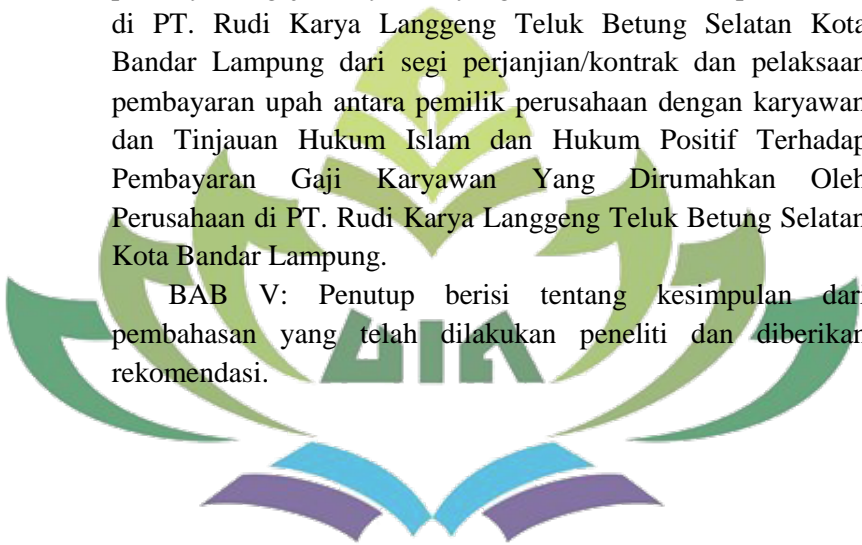 di PT. Rudi Karya Langgeng Teluk Betung Selatan Kota
Bandar Lampung dari segi perjanjian/kontrak dan pelaksaan
pembayaran upah antara pemilik perusahaan dengan karyawan
dan Tinjauan Hukum Islam dan Hukum Positif Terhadap
Pembayaran Gaji Karyawan Yang Dirumahkan Oleh
Perusahaan di PT. Rudi Karya Langgeng Teluk Betung Selatan
Kota Bandar Lampung.
BAB V: Penutup berisi tentang kesimpulan dari
pembahasan yang telah dilakukan peneliti dan diberikan
rekomendasi.